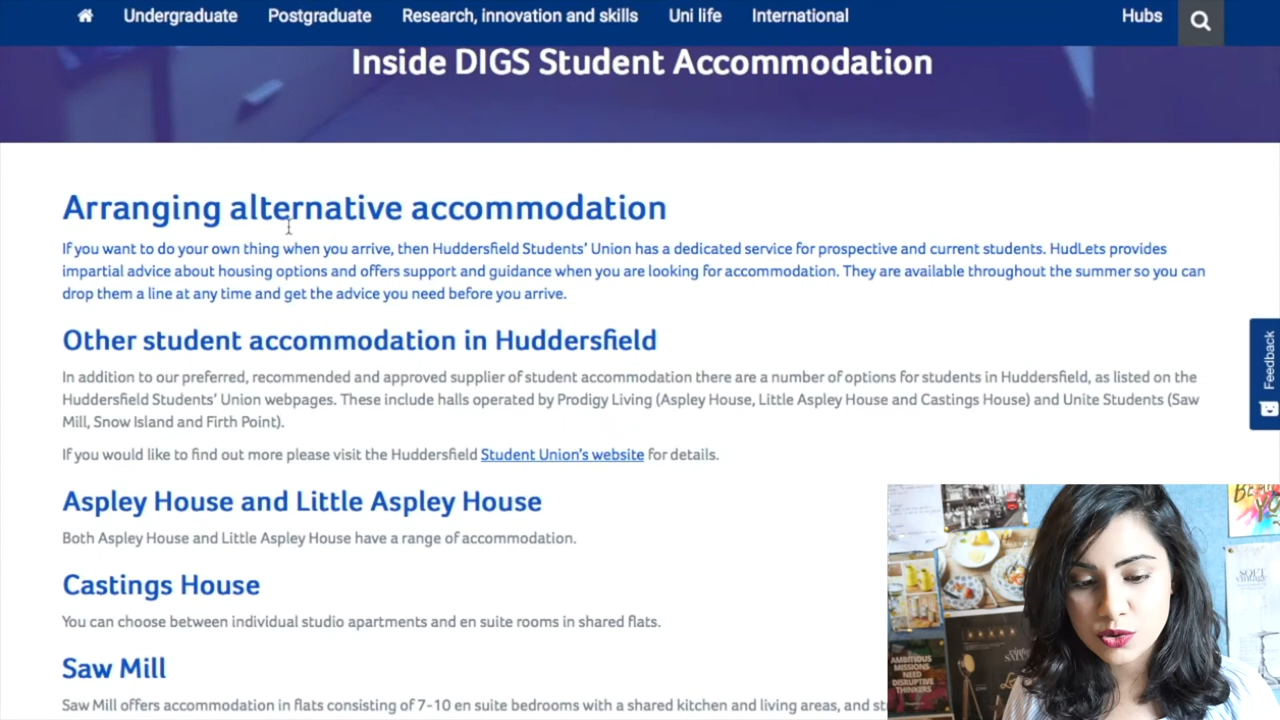 Undergraduate Postgraduate Research, innovation and skills Uni life International Hubs
Inside DIGS Student Accommodation
Arranging alternative accommodation
If you want to do your own thing when you arrive, then Huddersfield Students’ Union has a dedicated service for prospective and current students. HudLets provides
impartial advice about housing options and offers support and guidance when you are looking for accommodation. They are available throughout the summer so you can
drop them a line at any time and get the advice you need before you arrive.
Other student accommodation in Huddersfield
In addition to our preferred, recommended and approved supplier of student accommodation there are a number of options for students in Huddersfield, as listed on the
Huddersfield Students’ Union webpages. These include halls operated by Prodigy Living (Aspley House, Little Aspley House and Castings House) and Unite Students (Saw
Mill, Snow Island and Firth Point).
If you would like to find out more please visit the Huddersfield Student Union’s website for details.
Aspley House and Little Aspley House
Both Aspley House and Little Aspley House have a range of accommodation.
Castings House
You can choose between individual studio apartments and en suite rooms in shared flats.
Saw Mill
Saw Mill offers accommodation in flats consisting of 7-10 en suite bedrooms with a shared kitchen and living areas, and
Feedback
AMBITIOUS
MISSIONS
NEED
DISRUPTIVE
THINKERS